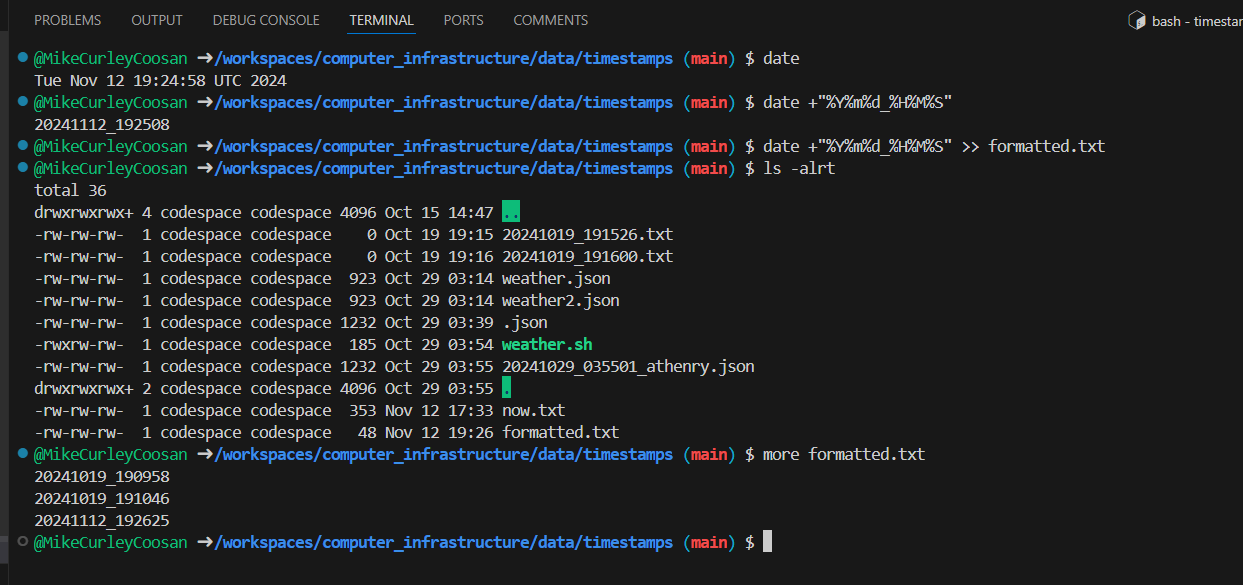 PROBLEMS OUTPUT DEBUG CONSOLE TERMINAL PORTS COMMENTS bash - timestar
@MikeCurleyCoosan ➜/workspaces/computer_infrastructure/data/timestamps (main) $ date
Tue Nov 12 19:24:58 UTC 2024
@MikeCurleyCoosan ➜/workspaces/computer_infrastructure/data/timestamps (main) $ date +"%Y%m%d_%H%M%S"
20241112_192508
@MikeCurleyCoosan ➜/workspaces/computer_infrastructure/data/timestamps (main) $ date +"%Y%m%d_%H%M%S" >> formatted.txt
@MikeCurleyCoosan ➜/workspaces/computer_infrastructure/data/timestamps (main) $ ls -alrt
total 36
drwxrwxrwx+ 4 codespace codespace 4096 Oct 15 14:47 ..
-rw-rw-rw-  1 codespace codespace    0 Oct 19 19:15 20241019_191526.txt
-rw-rw-rw-  1 codespace codespace    0 Oct 19 19:16 20241019_191600.txt
-rw-rw-rw-  1 codespace codespace  923 Oct 29 03:14 weather.json
-rw-rw-rw-  1 codespace codespace  923 Oct 29 03:14 weather2.json
-rw-rw-rw-  1 codespace codespace 1232 Oct 29 03:39 .json
-rwxrw-rw-  1 codespace codespace  185 Oct 29 03:54 weather.sh
-rw-rw-rw-  1 codespace codespace 1232 Oct 29 03:55 20241029_035501_athenry.json
drwxrwxrwx+ 2 codespace codespace 4096 Oct 29 03:55 .
-rw-rw-rw-  1 codespace codespace  353 Nov 12 17:33 now.txt
-rw-rw-rw-  1 codespace codespace   48 Nov 12 19:26 formatted.txt
@MikeCurleyCoosan ➜/workspaces/computer_infrastructure/data/timestamps (main) $ more formatted.txt
20241019_190958
20241019_191046
20241112_192625
@MikeCurleyCoosan ➜/workspaces/computer_infrastructure/data/timestamps (main) $